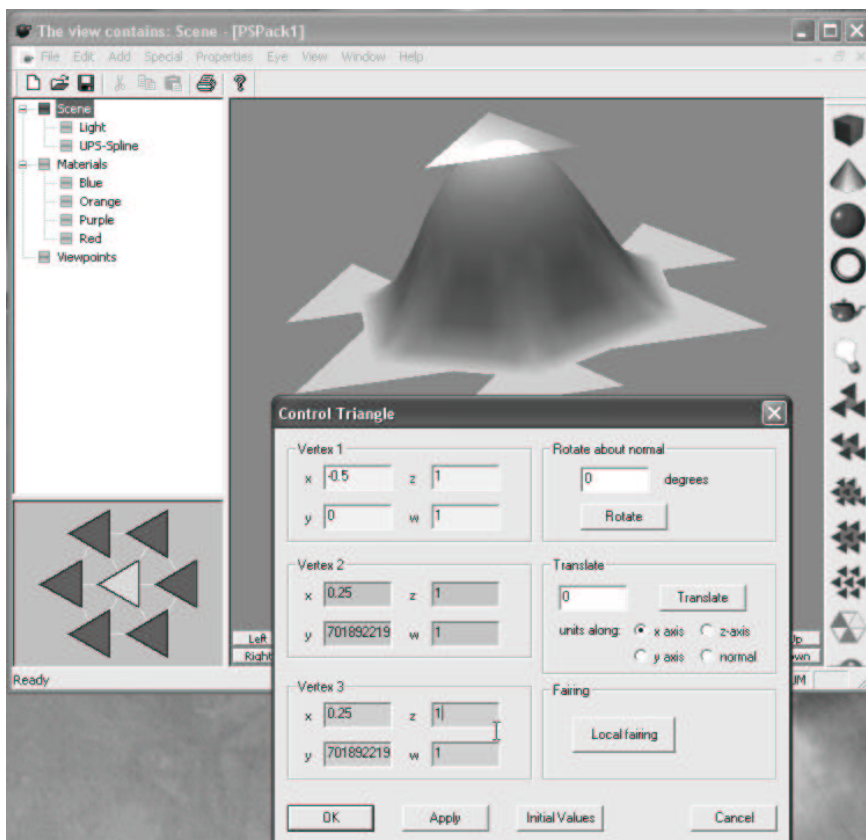 The view contains: Scene - [PSPack1]
File Edit Add Special Properties Eye View Window Help
Scene
Light
UPS-Spline
Materials
Blue
Orange
Purple
Red
Viewpoints
Left
Right
Up
own
Ready
UM
Control Triangle
Vertex 1
x -0.5 z 1
y 0 w 1
Vertex 2
x 0.25 z 1
y 701892219 w 1
Vertex 3
x 0.25 z 1
y 701892219 w 1
Rotate about normal
0 degrees
Rotate
Translate
0 Translate
units along: x axis z-axis
y axis normal
Fairing
Local fairing
OK Apply Initial Values Cancel